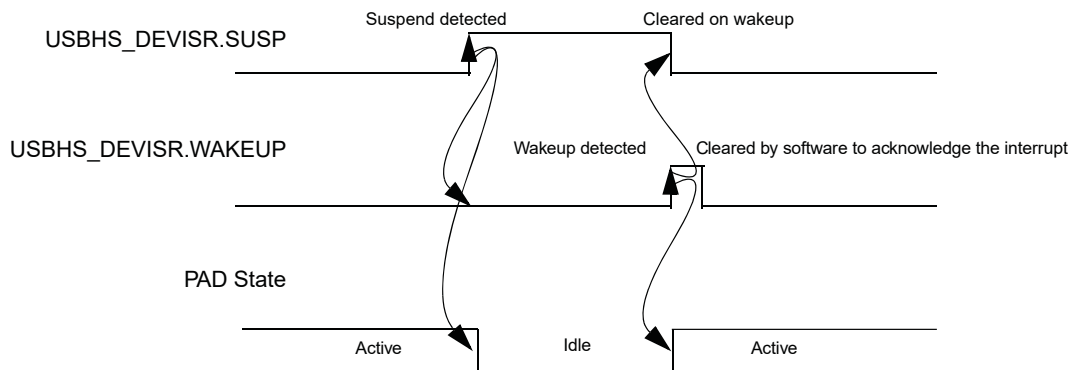 Suspend detected
Cleared on wakeup
USBHS_DEVISR.SUSP
USBHS_DEVISR.WAKEUP
Wakeup detected
Cleared by software to acknowledge the interrupt
PAD State
Active
Idle
Active